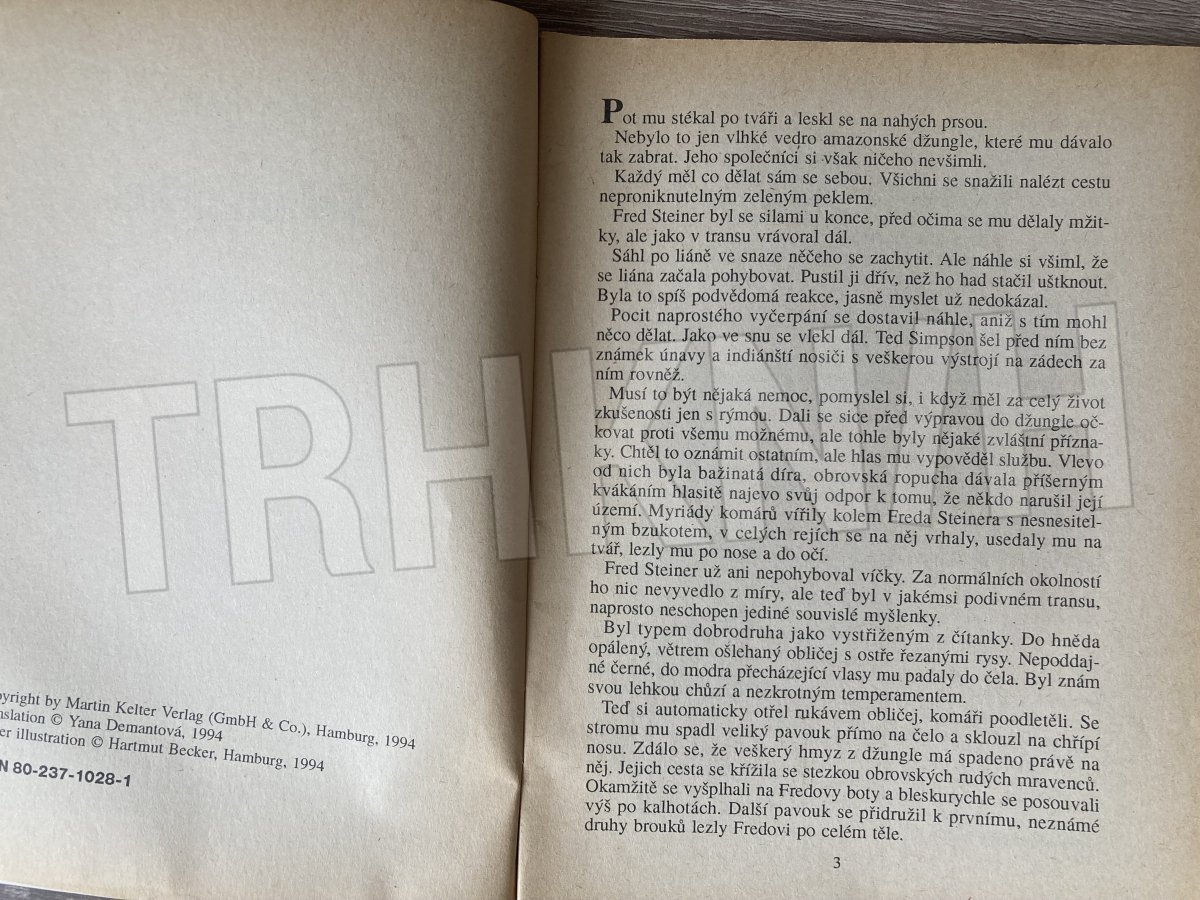 pyright by Martin Kelter Verlag (GmbH & Co.), Hamburg, 1994
nslation © Yana Demantová, 1994
er illustration © Hartmut Becker, Hamburg, 1994
N 80-237-1028-1
Pot mu stékal po tváři a leskl se na nahých prsou.
Nebylo to jen vlhké vedro amazonské džungle, které mu dávalo
tak zabrat. Jeho společníci si však ničeho nevšimli.
Každý měl co dělat sám se sebou. Všichni se snažili nalézt cestu
neproniknutelným zeleným peklem.
Fred Steiner byl se silami u konce, před očima se mu dělaly mžit-
ky, ale jako v transu vrávoral dál.
Sáhl po liáně ve snaze něčeho se zachytit. Ale náhle si všiml, že
se liána začala pohybovat. Pustil ji dřív, než ho had stačil uštknout.
Byla to spíš podvědomá reakce, jasně myslet už nedokázal.
Pocit naprostého vyčerpání se dostavil náhle, aniž s tím mohl
něco dělat. Jako ve snu se vlekl dál. Ted Simpson šel před ním bez
známek únavy a indiánští nosiči s veškerou výstrojí na zádech za
ním rovněž.
Musí to být nějaká nemoc, pomyslel si, i když měl za celý život
zkušenosti jen s rýmou. Dali se sice před výpravou do džungle oč-
kovat proti všemu možnému, ale tohle byly nějaké zvláštní přízna-
ky. Chtěl to oznámit ostatním, ale hlas mu vypověděl službu. Vlevo
od nich byla bažinatá díra, obrovská ropucha dávala příšerným
kvákáním hlasitě najevo svůj odpor k tomu, že někdo narušil její
území. Myriády komárů vířily kolem Freda Steinera s nesnesitel-
ným bzukotem, v celých rejích se na něj vrhaly, usedaly mu na
tvář, lezly mu po nose a do očí.
Fred Steiner už ani nepohyboval víčky. Za normálních okolností
ho nic nevyvedlo z míry, ale teď byl v jakémsi podivném transu,
naprosto neschopen jediné souvislé myšlenky.
Byl typem dobrodruha jako vystřiženým z čítanky. Do hněda
opálený, větrem ošlehaný obličej s ostře řezanými rysy. Nepoddaj-
né černé, do modra přecházející vlasy mu padaly do čela. Byl znám
svou lehkou chůzí a nezkrotným temperamentem.
Teď si automaticky otřel rukávem obličej, komáři poodletěli. Se
stromu mu spadl veliký pavouk přímo na čelo a sklouzl na chřípí
nosu. Zdálo se, že veškerý hmyz z džungle má spadeno právě na
něj. Jejich cesta se křížila se stezkou obrovských rudých mravenců.
Okamžitě se vyšplhali na Fredovy boty a bleskurychle se posouvali
výš po kalhotách. Další pavouk se přidružil k prvnímu, neznámé
druhy brouků lezly Fredovi po celém těle.
3
TRHKNIH